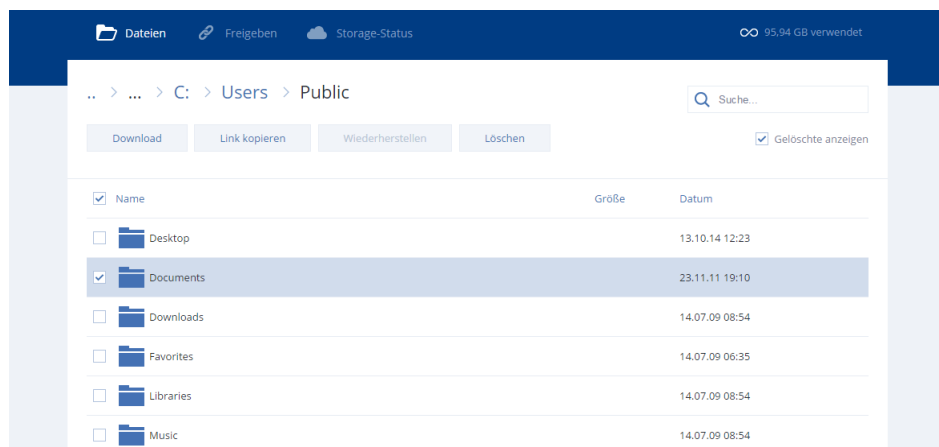 Dateien Freigeben Storage-Status 95,94 GB verwendet
.. > ... > C: > Users > Public Suche...
Download Link kopieren Wiederherstellen Löschen Gelöschte anzeigen
Name Größe Datum
Desktop 13.10.14 12:23
Documents 23.11.11 19:10
Downloads 14.07.09 08:54
Favorites 14.07.09 06:35
Libraries 14.07.09 08:54
Music 14.07.09 08:54